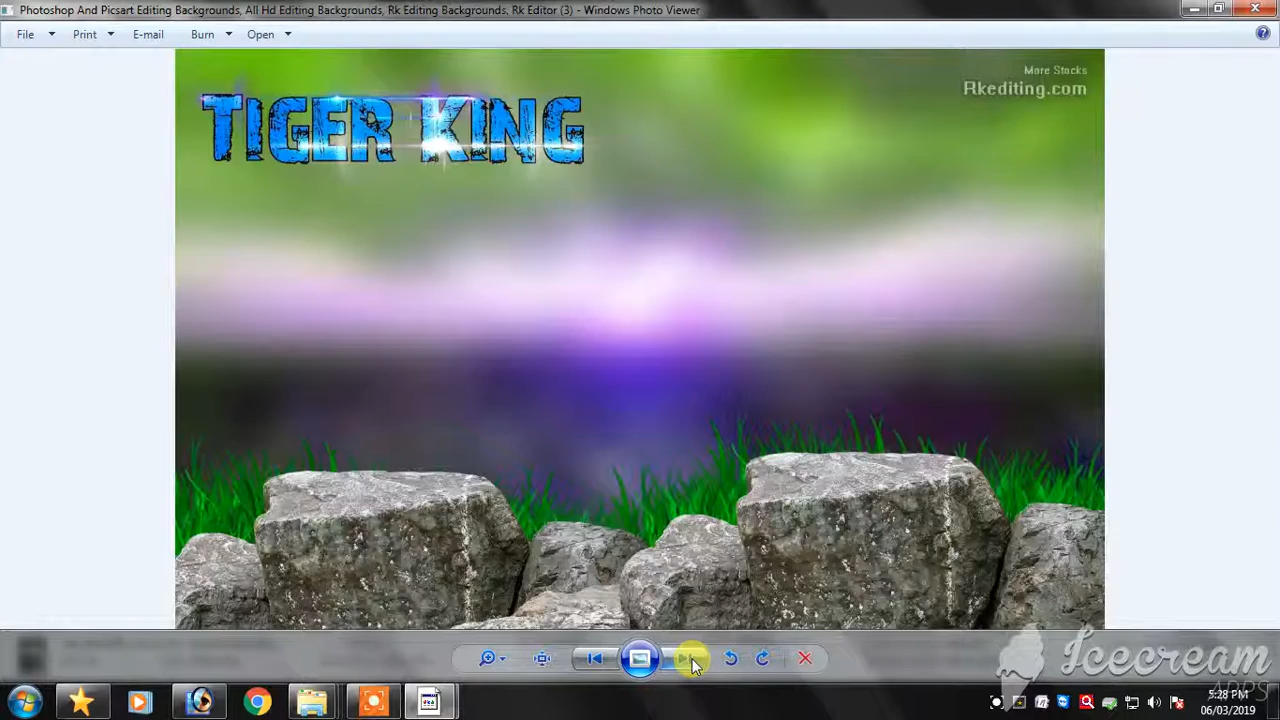 Photoshop And Picsart Editing Backgrounds, All Hd Editing Backgrounds, Rk Editing Backgrounds, Rk Editor (3) - Windows Photo Viewer
File Print E-mail Burn Open
More Stocks
Rkediting.com
TIGER KING
Icecream
APPS
5:28 PM
06/03/2019